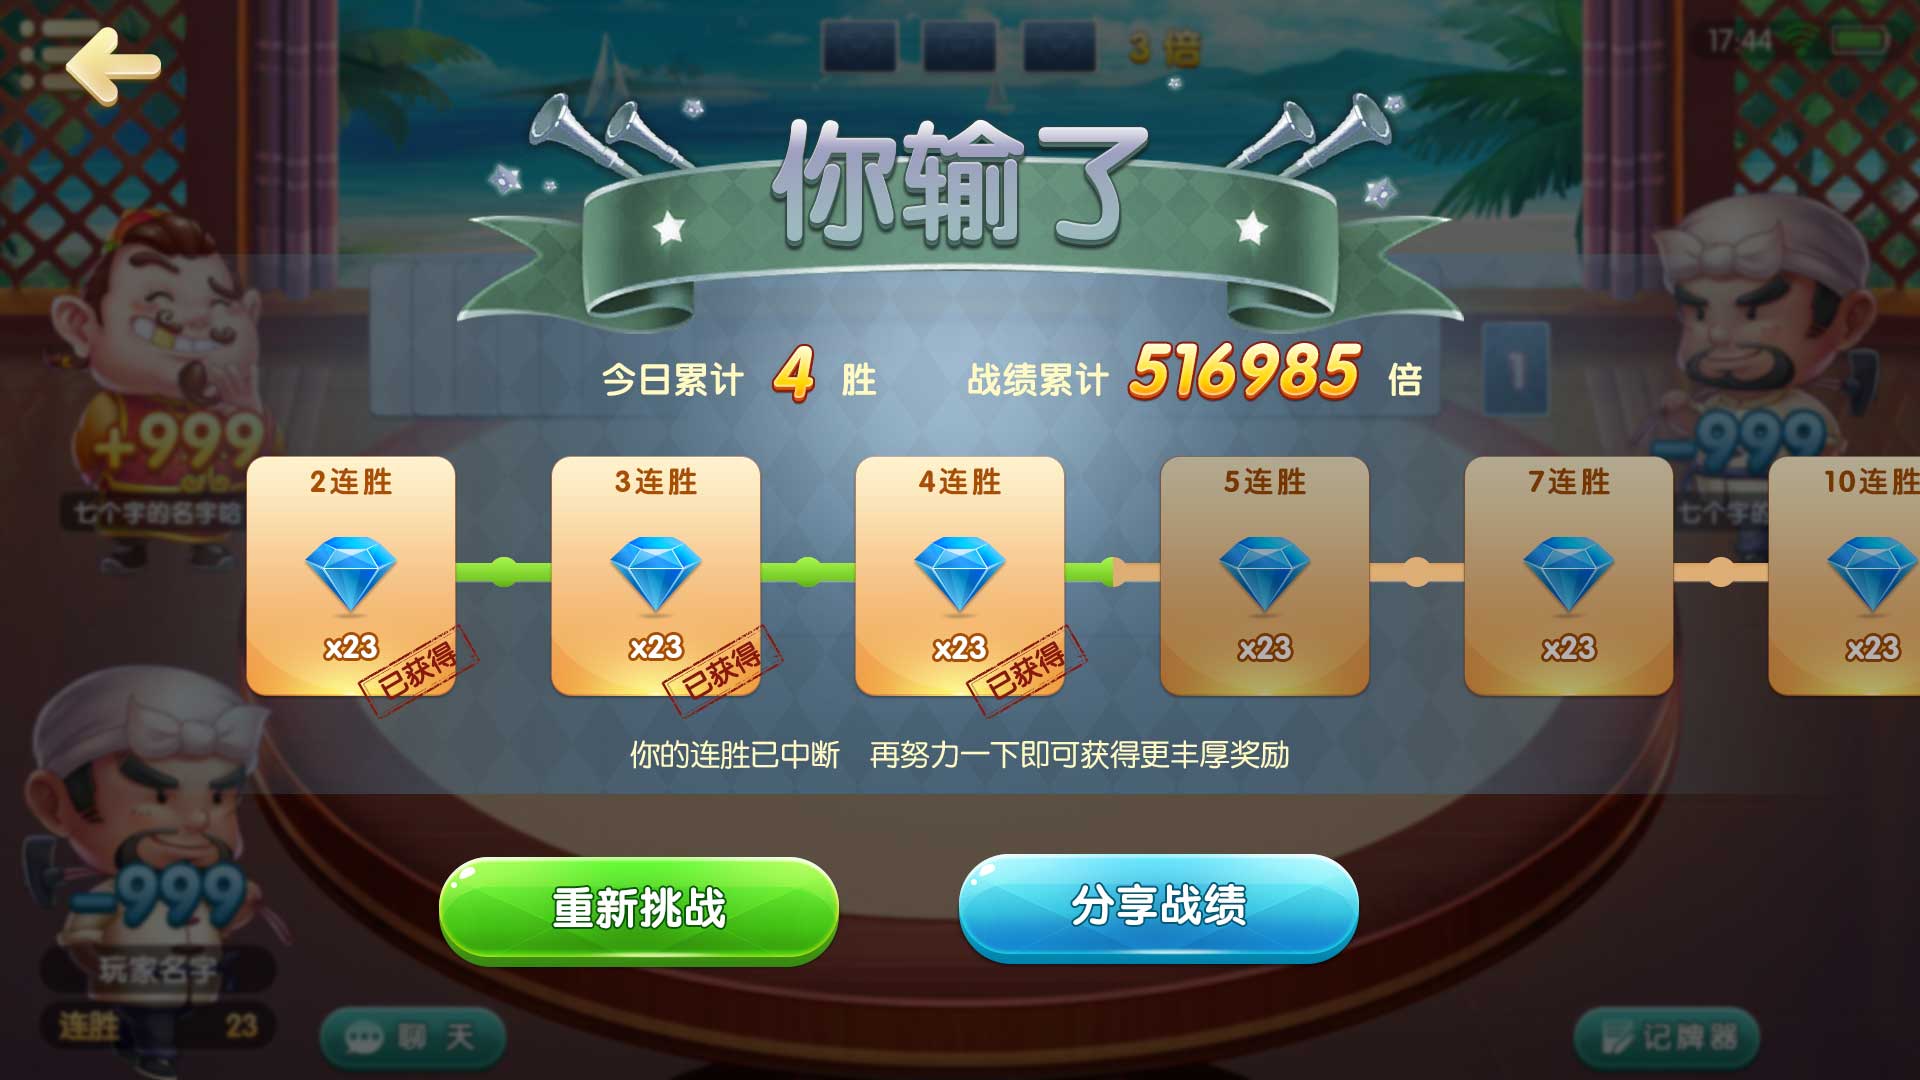 3 倍
17:44
你输了
今日累计 4 胜
战绩累计 516985 倍
1
+999
-999
七个字的名字哈
七个字的
2连胜
x23
已获得
3连胜
x23
已获得
4连胜
x23
已获得
5连胜
x23
7连胜
x23
10连胜
x23
你的连胜已中断 再努力一下即可获得更丰厚奖励
-999
重新挑战
分享战绩
玩家名字
连胜 23
聊 天
记牌器